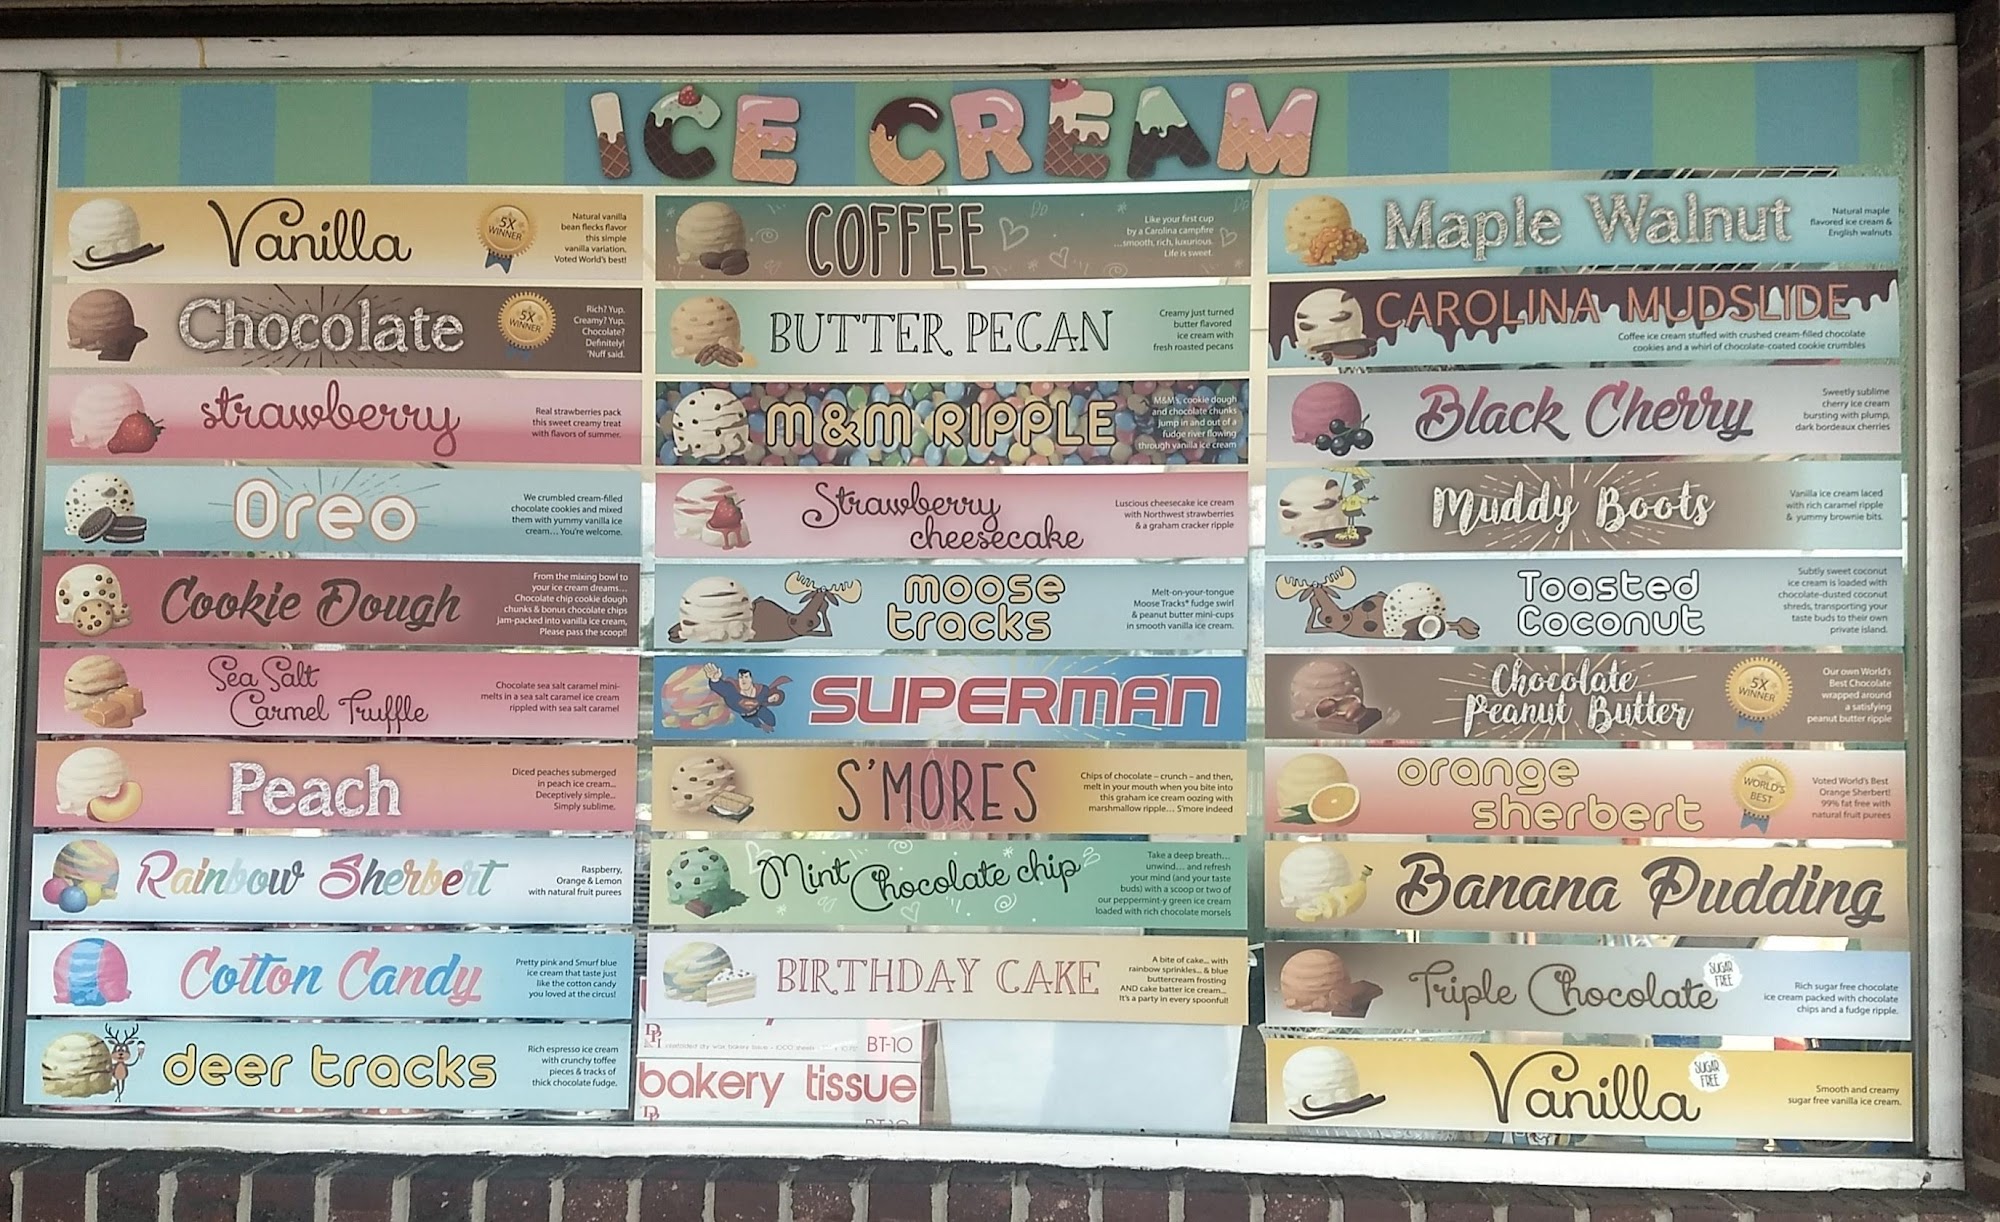 ICE CREAM
Vanilla
5X
WINNER
Natural vanilla
bean flecks flavor
this simple
vanilla variation.
Voted World's best!
Chocolate
5X
WINNER
Rich? Yup.
Creamy? Yup.
Chocolate?
Definitely!
'Nuff said.
strawberry
Real strawberries pack
this sweet creamy treat
with flavors of summer.
Oreo
We crumbled cream-filled
chocolate cookies and mixed
them with yummy vanilla ice
cream... You're welcome.
Cookie Dough
From the mixing bowl to
your ice cream dreams...
Chocolate chip cookie dough
chunks & bonus chocolate chips
jam-packed into vanilla ice cream,
Please pass the scoop!!
Sea Salt
Carmel Truffle
Chocolate sea salt caramel mini-
melts in a sea salt caramel ice cream
rippled with sea salt caramel
Peach
Diced peaches submerged
in peach ice cream...
Deceptively simple...
Simply sublime.
Rainbow Sherbert
Raspberry,
Orange & Lemon
with natural fruit purees
Cotton Candy
Pretty pink and Smurf blue
ice cream that taste just
like the cotton candy
you loved at the circus!
deer tracks
Rich espresso ice cream
with crunchy toffee
pieces & tracks of
thick chocolate fudge.
COFFEE
Like your first cup
by a Carolina campfire
...smooth, rich, luxurious.
Life is sweet.
BUTTER PECAN
Creamy just turned
butter flavored
ice cream with
fresh roasted pecans
M&M RIPPLE
M&M's, cookie dough
and chocolate chunks
jump in and out of a
fudge river flowing
through vanilla ice cream
Strawberry
cheesecake
Luscious cheesecake ice cream
with Northwest strawberries
& a graham cracker ripple
moose
tracks
Melt-on-your-tongue
Moose Tracks® fudge swirl
& peanut butter mini-cups
in smooth vanilla ice cream.
SUPERMAN
S'MORES
Chips of chocolate – crunch – and then,
melt in your mouth when you bite into
this graham ice cream oozing with
marshmallow ripple... S'more indeed
Mint Chocolate chip
Take a deep breath...
unwind... and refresh
your mind (and your taste
buds) with a scoop or two of
our peppermint-y green ice cream
loaded with rich chocolate morsels
BIRTHDAY CAKE
A bite of cake... with
rainbow sprinkles... & blue
buttercream frosting
AND cake batter ice cream...
It's a party in every spoonful!
BT-10
bakery tissue
BT-10
Maple Walnut
Natural maple
flavored ice cream &
English walnuts
CAROLINA MUDSLIDE
Coffee ice cream stuffed with crushed cream-filled chocolate
cookies and a whirl of chocolate-coated cookie crumbles
Black Cherry
Sweetly sublime
cherry ice cream
bursting with plump,
dark bordeaux cherries
Muddy Boots
Vanilla ice cream laced
with rich caramel ripple
& yummy brownie bits.
Toasted
Coconut
Subtly sweet coconut
ice cream is loaded with
chocolate-dusted coconut
shreds, transporting your
taste buds to their own
private island.
Chocolate
Peanut Butter
5X
WINNER
Our own World's
Best Chocolate
wrapped around
a satisfying
peanut butter ripple
orange
sherbert
WORLD'S
BEST
Voted World's Best
Orange Sherbert!
99% fat free with
natural fruit purees
Banana Pudding
Triple Chocolate
SUGAR
FREE
Rich sugar free chocolate
ice cream packed with chocolate
chips and a fudge ripple.
Vanilla
SUGAR
FREE
Smooth and creamy
sugar free vanilla ice cream.